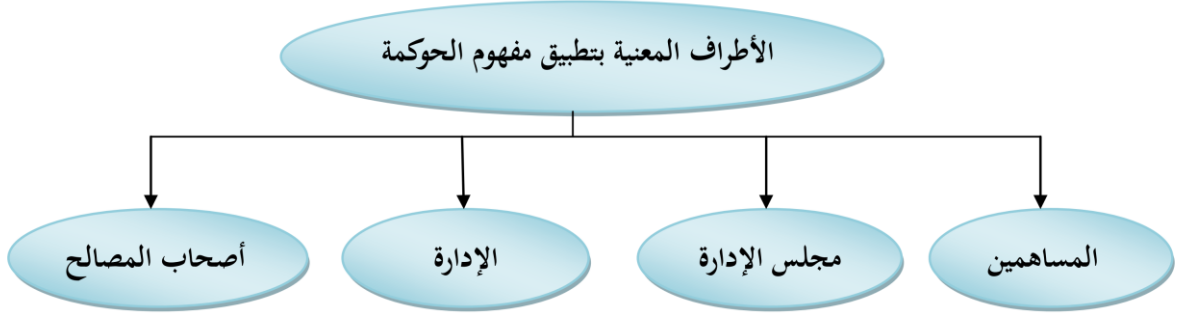 الأطراف المعنية بتطبيق مفهوم الحوكمة
المساهمين
مجلس الإدارة
الإدارة
أصحاب المصالح